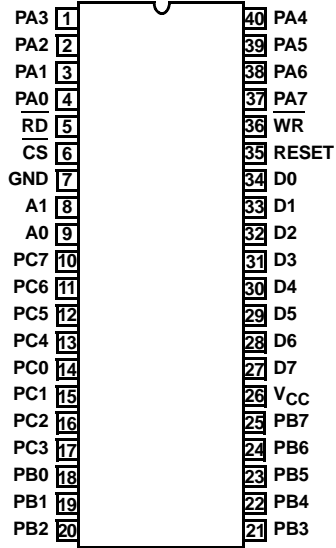 PA3 1 40 PA4
PA2 2 39 PA5
PA1 3 38 PA6
PA0 4 37 PA7
RD 5 36 WR
CS 6 35 RESET
GND 7 34 D0
A1 8 33 D1
A0 9 32 D2
PC7 10 31 D3
PC6 11 30 D4
PC5 12 29 D5
PC4 13 28 D6
PC0 14 27 D7
PC1 15 26 VCC
PC2 16 25 PB7
PC3 17 24 PB6
PB0 18 23 PB5
PB1 19 22 PB4
PB2 20 21 PB3